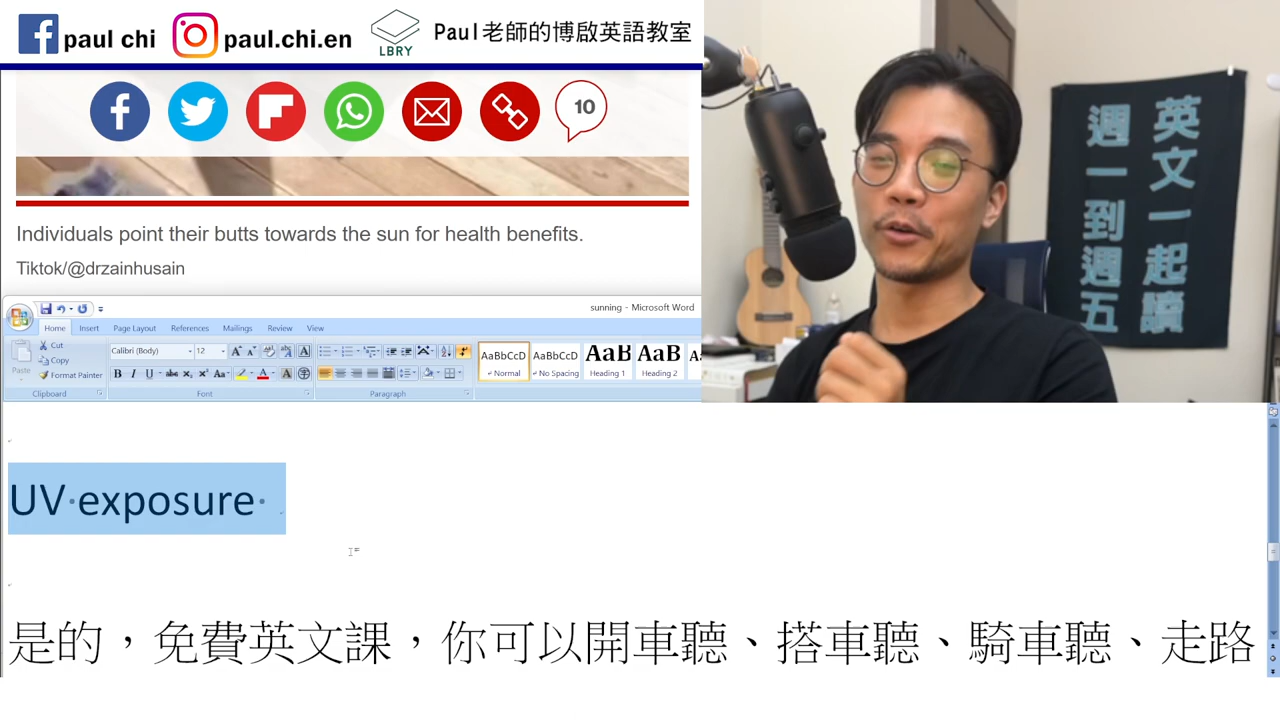 paul chi
paul.chi.en
LBRY
Paul老師的博啟英語教室
10
Individuals point their butts towards the sun for health benefits.
Tiktok/@drzainhusain
sunning - Microsoft Word
Home Insert Page Layout References Mailings Review View
Paste
Cut
Copy
Format Painter
Clipboard
Calibri (Body) 12
Font
Paragraph
AaBbCcD AaBbCcD AaB AaB
Normal No Spacing Heading 1 Heading 2
英文一起讀
週一到週五
UV exposure
是的，免費英文課，你可以開車聽、搭車聽、騎車聽、走路